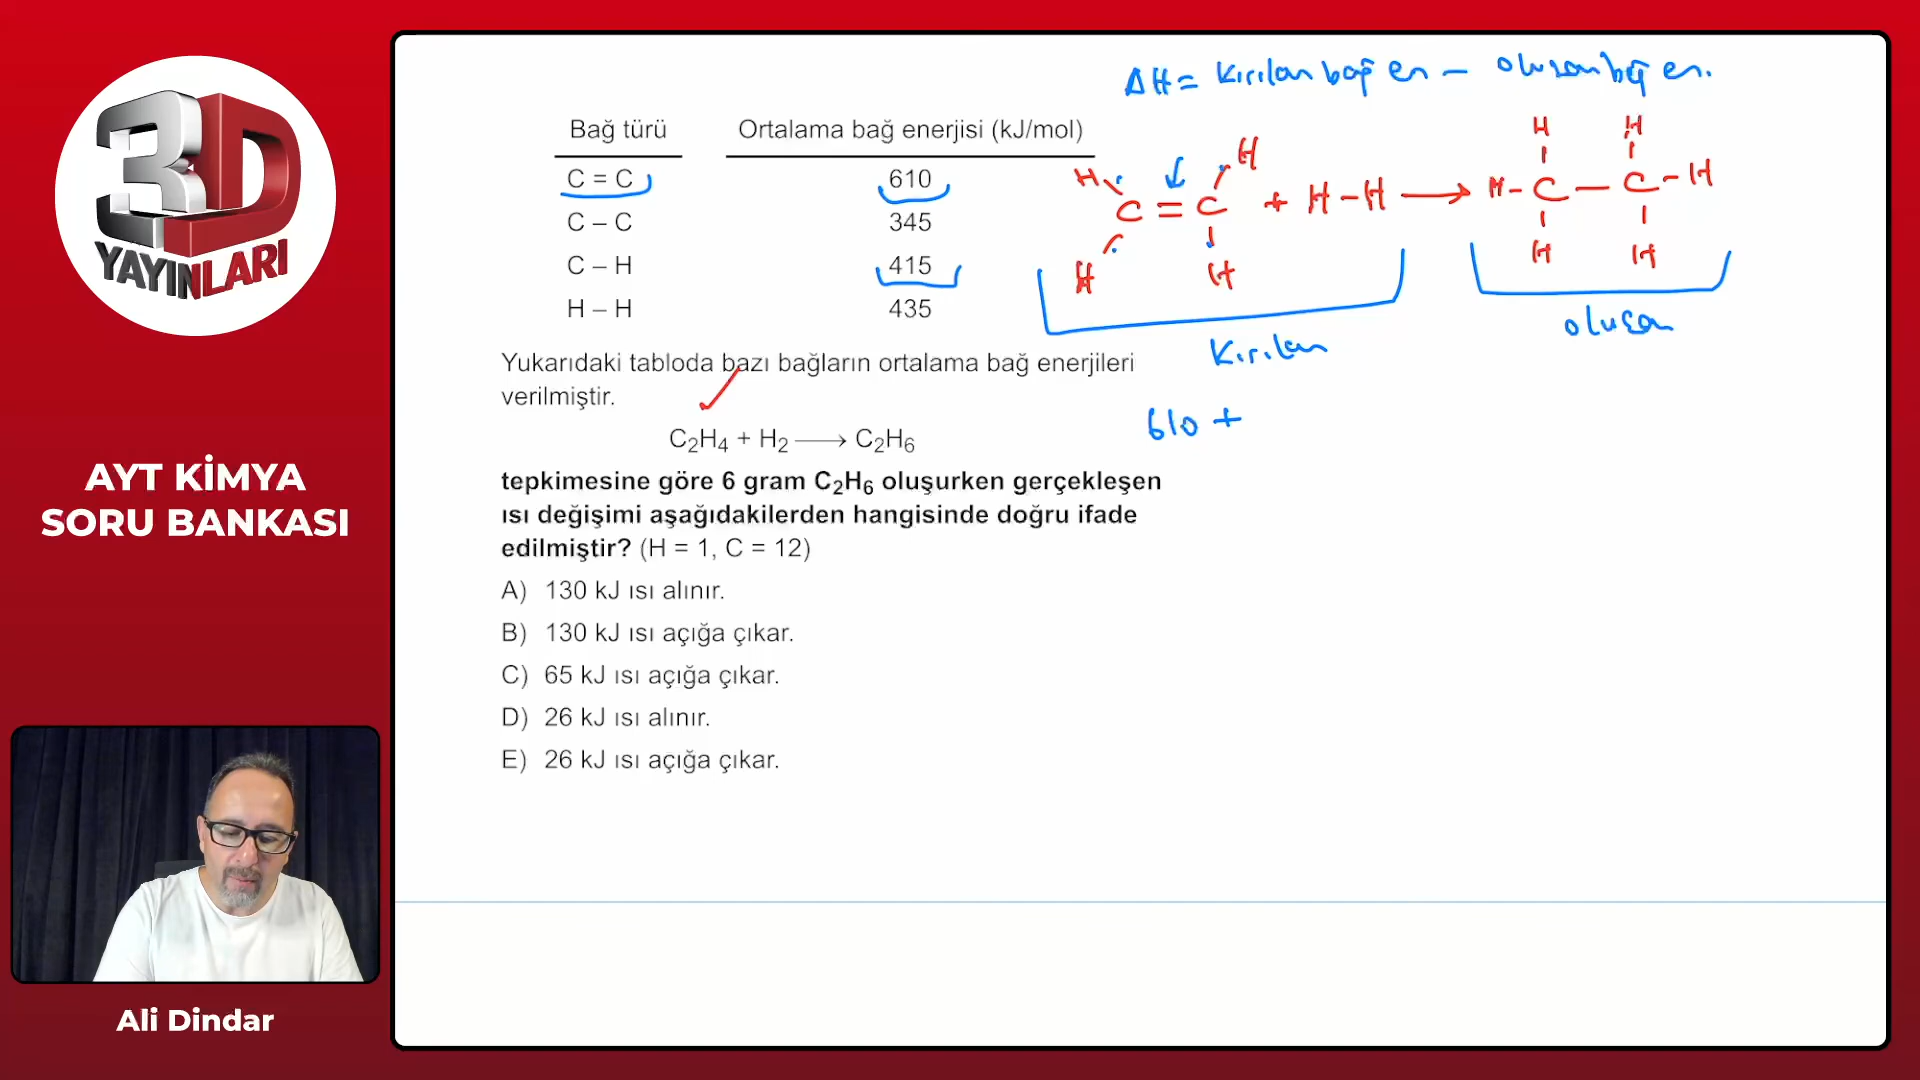 3D
YAYINLARI
AYT KİMYA
SORU BANKASI
Ali Dindar
Bağ türü Ortalama bağ enerjisi (kJ/mol)
C = C 610
C – C 345
C – H 415
H – H 435
Yukarıdaki tabloda bazı bağların ortalama bağ enerjileri
verilmiştir.
C₂H₄ + H₂ ⟶ C₂H₆
tepkimesine göre 6 gram C₂H₆ oluşurken gerçekleşen
ısı değişimi aşağıdakilerden hangisinde doğru ifade
edilmiştir? (H = 1, C = 12)
A) 130 kJ ısı alınır.
B) 130 kJ ısı açığa çıkar.
C) 65 kJ ısı açığa çıkar.
D) 26 kJ ısı alınır.
E) 26 kJ ısı açığa çıkar.
ΔH = kırılan bağ en – oluşan bağ en.
H H H H
C = C + H – H ⟶ H – C – C – H
H H H H
kırılan
oluşan
610 +